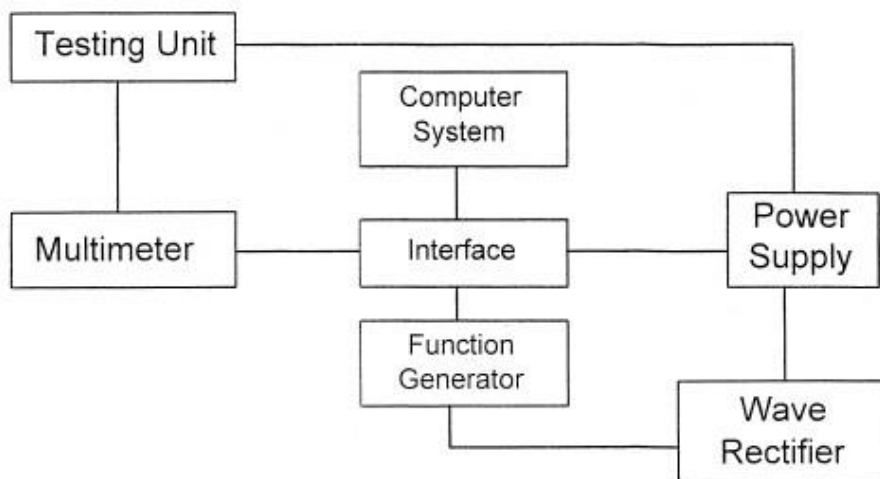 Testing Unit
Computer
System
Multimeter
Interface
Power
Supply
Function
Generator
Wave
Rectifier